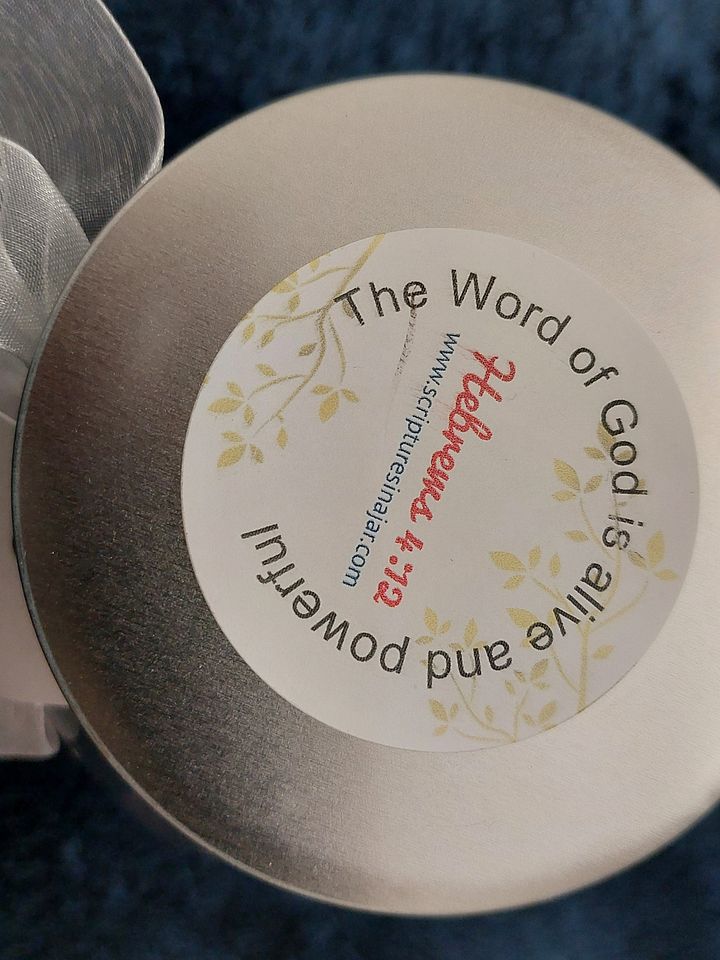 The Word of God is alive and powerful
Hebrews 4:12
www.scripturesinajar.com